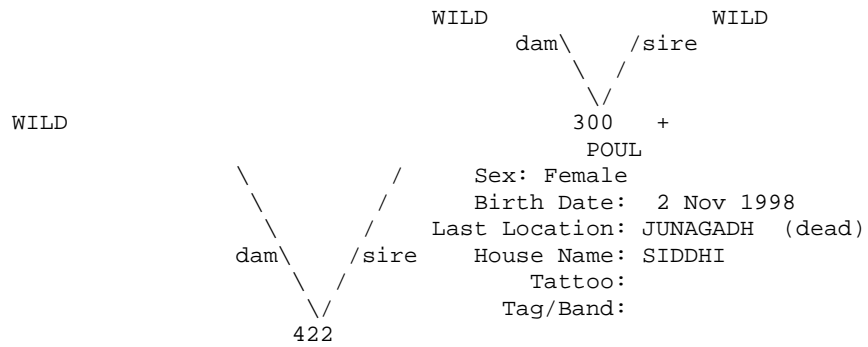 WILD WILD
dam\ /sire
\ /
\/
WILD 300 +
POUL
\ / Sex: Female
\ / Birth Date: 2 Nov 1998
\ / Last Location: JUNAGADH (dead)
dam\ /sire House Name: SIDDHI
\ / Tattoo:
\/ Tag/Band:
422